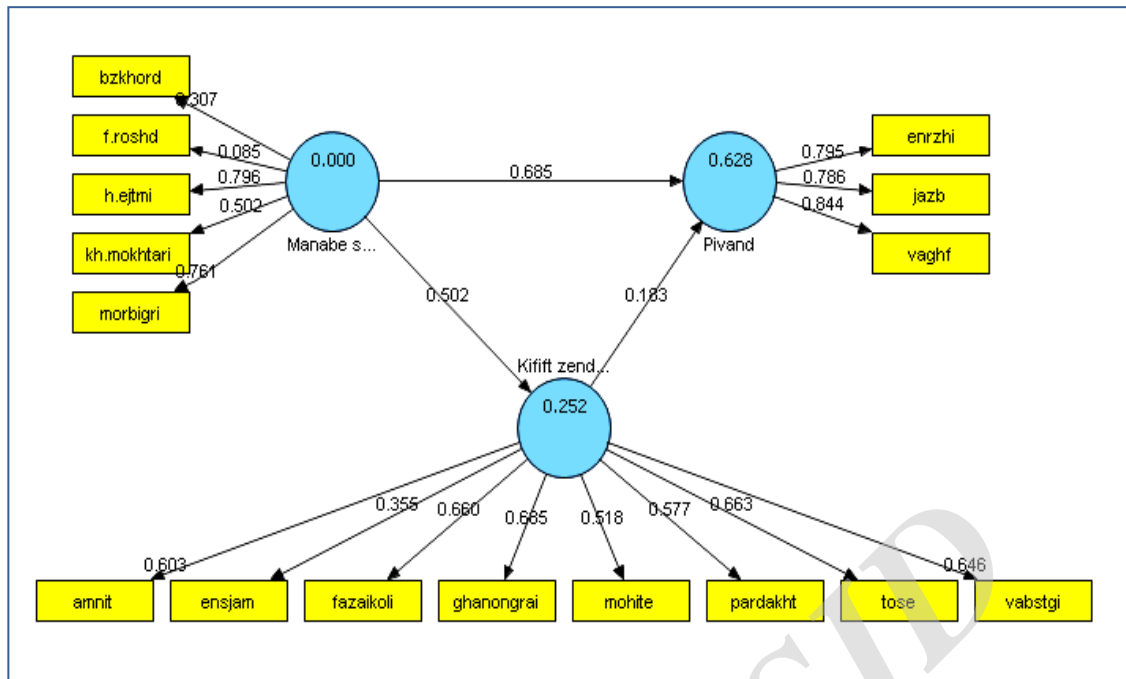 bzkhord
0.307
f.roshd
0.085
h.ejtmi
0.796
kh.mokhtari
0.502
morbigri
0.761
0.000
Manabe s...
0.685
0.628
Pivand
0.795
enrzhi
0.786
jazb
0.844
vaghf
0.502
0.183
Kifift zend...
0.252
0.603
0.355
0.660
0.685
0.518
0.577
0.663
0.646
amnit
ensjam
fazaikoli
ghanongrai
mohite
pardakht
tose
vabstgi
SID